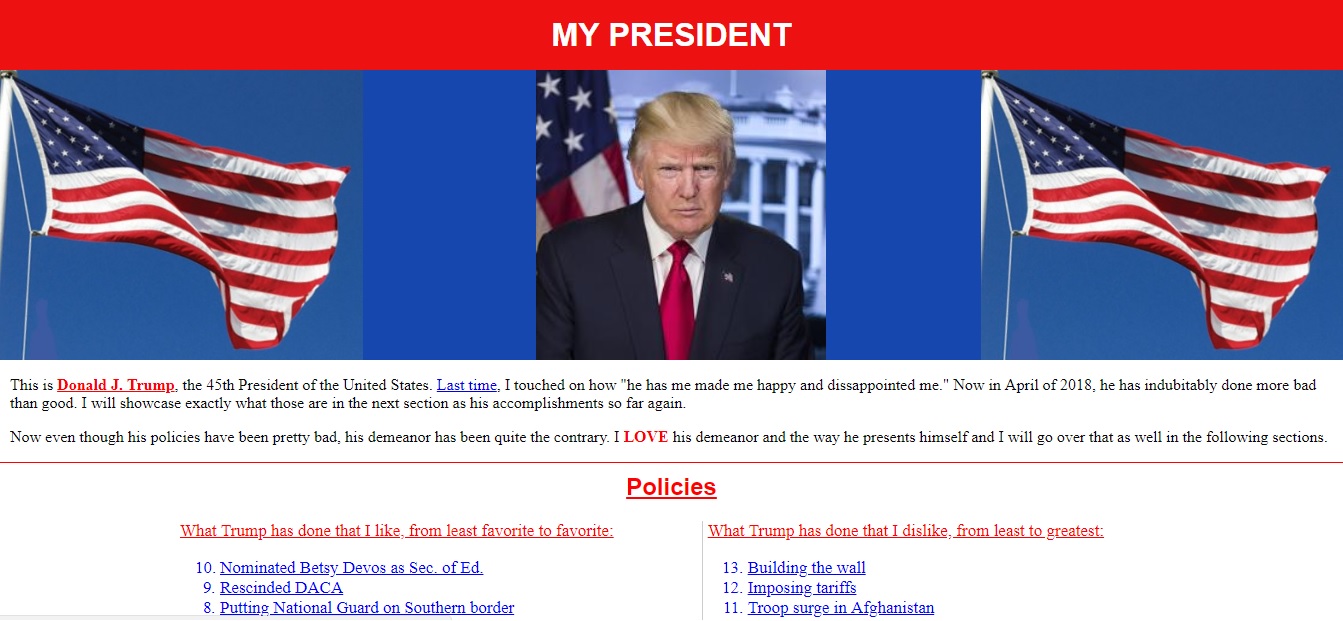 MY PRESIDENT
This is Donald J. Trump, the 45th President of the United States. Last time, I touched on how "he has me made me happy and dissappointed me." Now in April of 2018, he has indubitably done more bad
than good. I will showcase exactly what those are in the next section as his accomplishments so far again.
Now even though his policies have been pretty bad, his demeanor has been quite the contrary. I LOVE his demeanor and the way he presents himself and I will go over that as well in the following sections.
Policies
What Trump has done that I like, from least favorite to favorite:
10. Nominated Betsy Devos as Sec. of Ed.
9. Rescinded DACA
8. Putting National Guard on Southern border
What Trump has done that I dislike, from least to greatest:
13. Building the wall
12. Imposing tariffs
11. Troop surge in Afghanistan